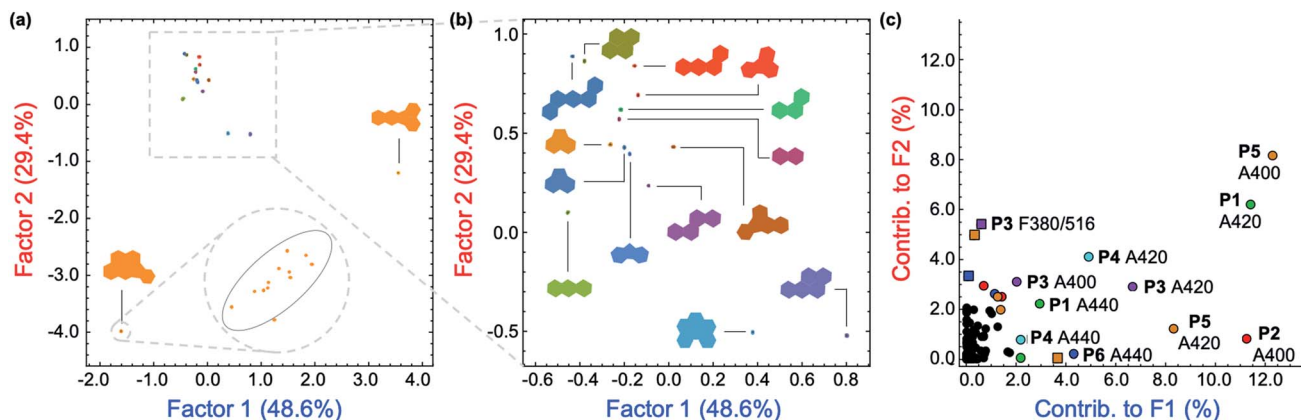 (a)
1.0
0.0
-1.0
-2.0
-3.0
-4.0
Factor 2 (29.4%)
-2.0 -1.0 0.0 1.0 2.0 3.0 4.0
Factor 1 (48.6%)
(b)
1.0
0.5
0.0
-0.5
Factor 2 (29.4%)
-0.6 -0.4 -0.2 0.0 0.2 0.4 0.6 0.8
Factor 1 (48.6%)
(c)
12.0
10.0
8.0
6.0
4.0
2.0
0.0
Contrib. to F2 (%)
P5
A400
P1
A420
P3 F380/516
P4 A420
P3 A400
P3 A420
P1 A440
P5
A420
P4 A440
P2
A400
P6 A440
0.0 2.0 4.0 6.0 8.0 10.0 12.0
Contrib. to F1 (%)